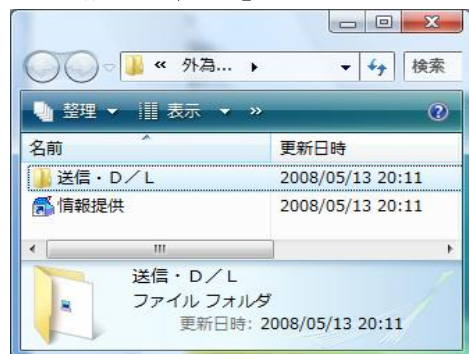 « 外為...
検索
整理 表示 »
名前 更新日時
送信・D／L 2008/05/13 20:11
情報提供 2008/05/13 20:11
送信・D／L
ファイル フォルダ
更新日時: 2008/05/13 20:11